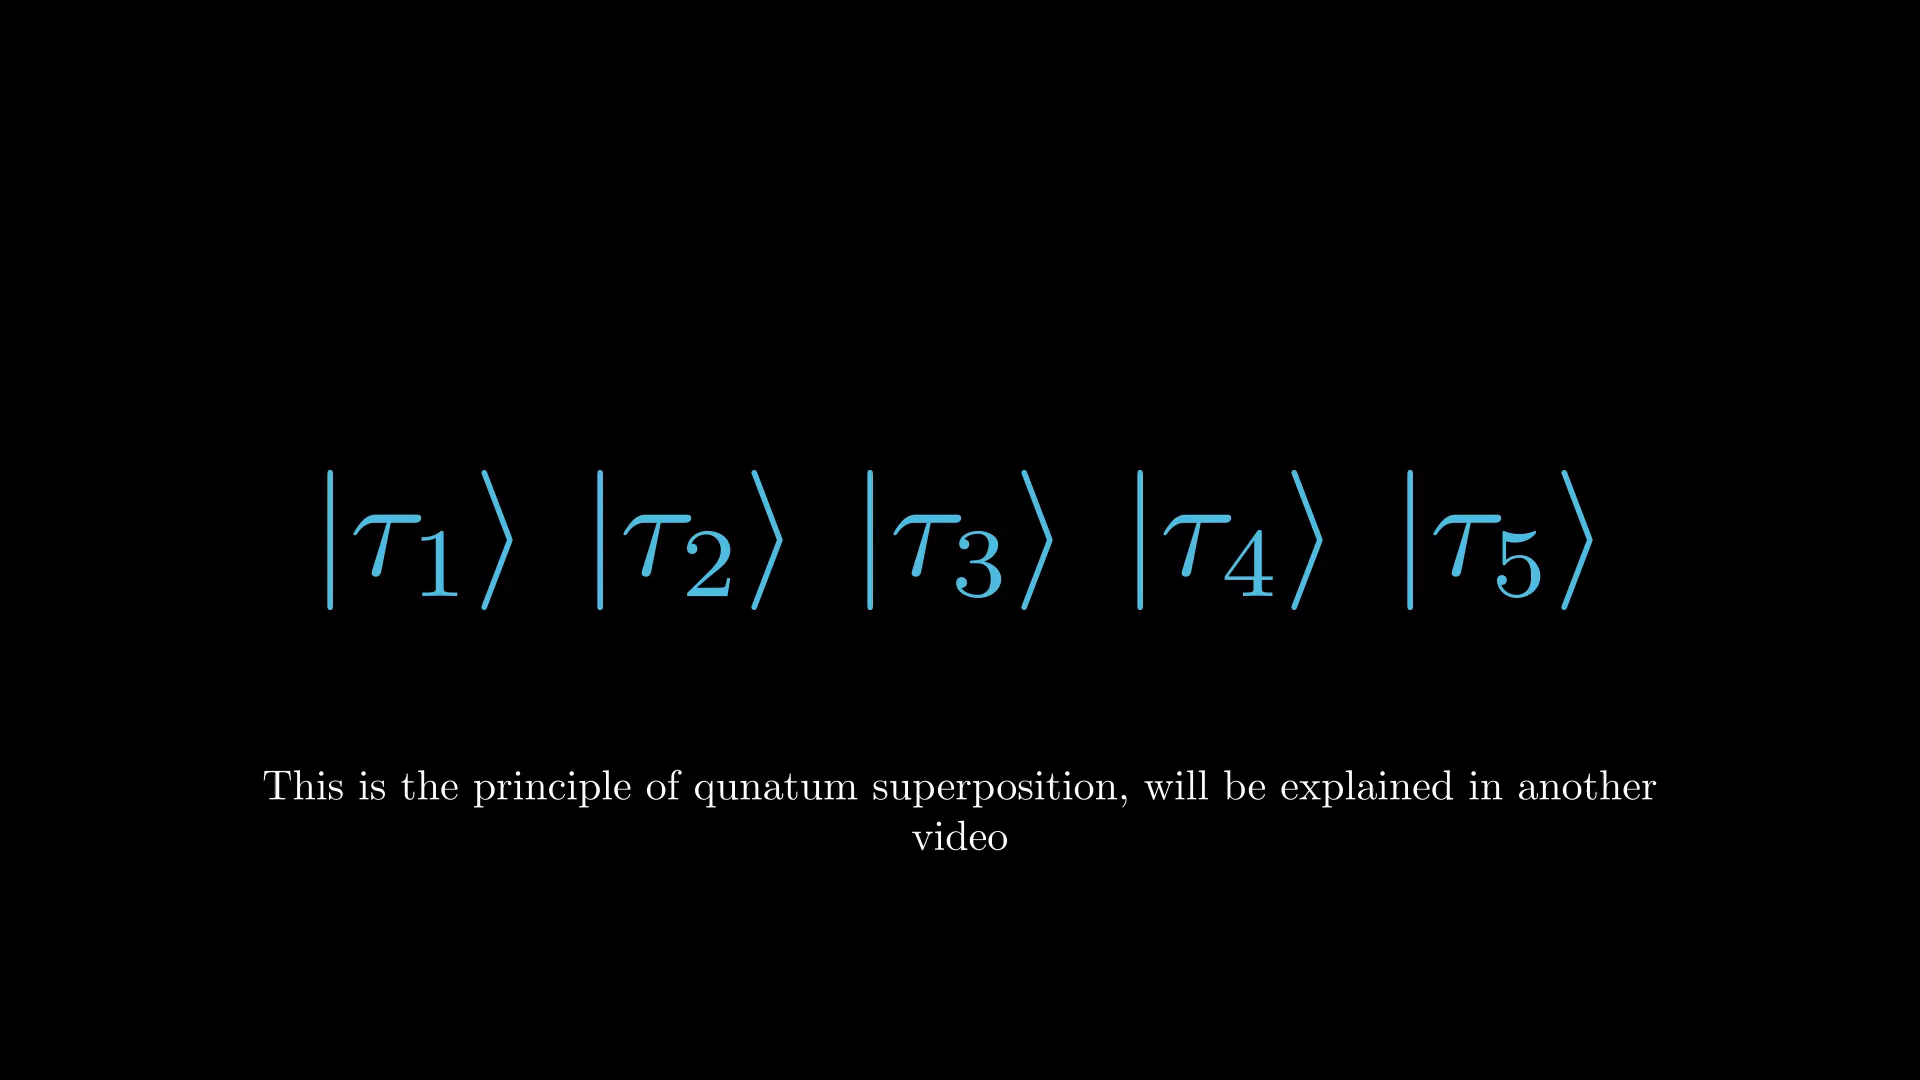 |τ₁⟩ |τ₂⟩ |τ₃⟩ |τ₄⟩ |τ₅⟩
This is the principle of qunatum superposition, will be explained in another
video